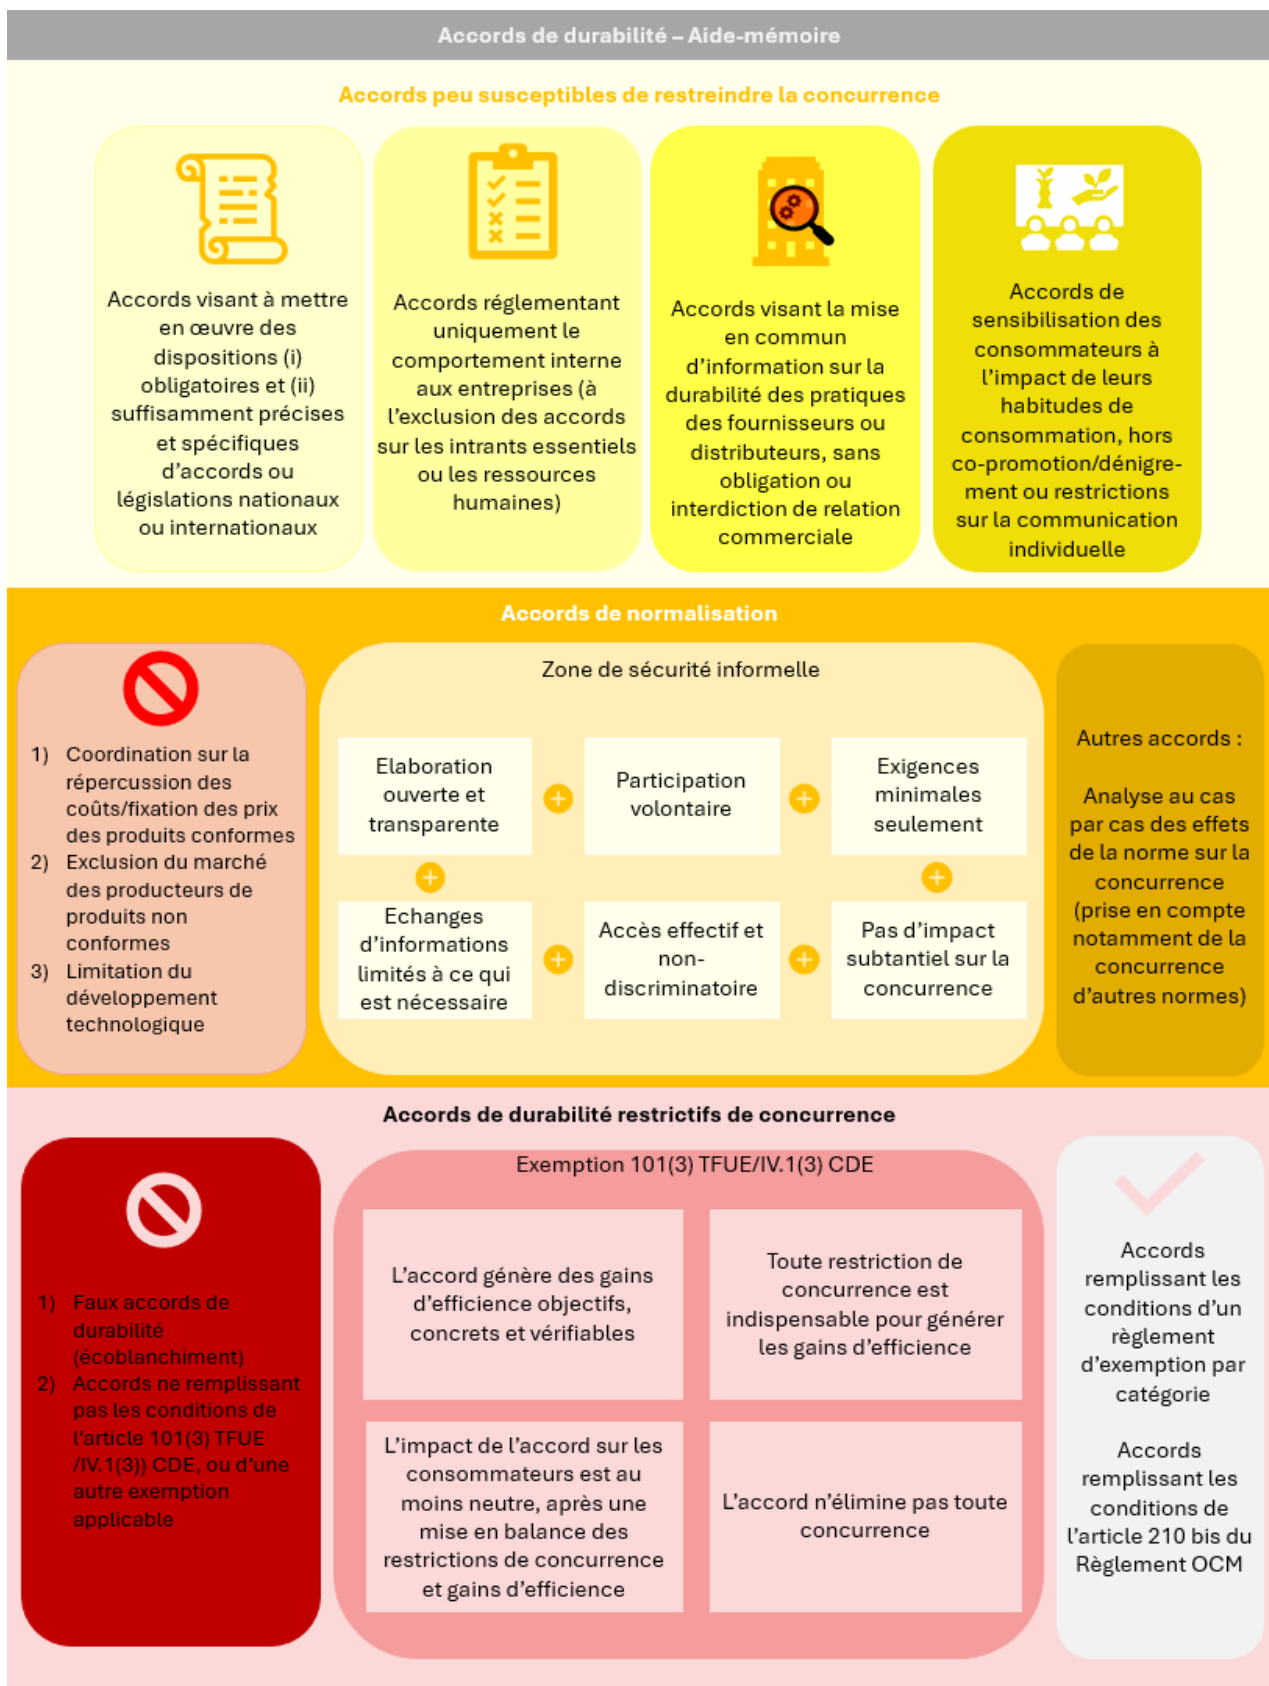 Accords de durabilité – Aide-mémoire
Accords peu susceptibles de restreindre la concurrence
Accords visant à mettre
en œuvre des
dispositions (i)
obligatoires et (ii)
suffisamment précises
et spécifiques
d'accords ou
législations nationaux
ou internationaux
Accords réglementant
uniquement le
comportement interne
aux entreprises (à
l'exclusion des accords
sur les intrants essentiels
ou les ressources
humaines)
Accords visant la mise
en commun
d'information sur la
durabilité des pratiques
des fournisseurs ou
distributeurs, sans
obligation ou
interdiction de relation
commerciale
Accords de
sensibilisation des
consommateurs à
l'impact de leurs
habitudes de
consommation, hors
co-promotion/dénigre-
ment ou restrictions
sur la communication
individuelle
Accords de normalisation
1) Coordination sur la
répercussion des
coûts/fixation des prix
des produits conformes
2) Exclusion du marché
des producteurs de
produits non
conformes
3) Limitation du
développement
technologique
Zone de sécurité informelle
Elaboration
ouverte et
transparente
Participation
volontaire
Exigences
minimales
seulement
Echanges
d'informations
limités à ce qui
est nécessaire
Accès effectif et
non-
discriminatoire
Pas d'impact
subtantiel sur la
concurrence
Autres accords :
Analyse au cas
par cas des effets
de la norme sur la
concurrence
(prise en compte
notamment de la
concurrence
d'autres normes)
Accords de durabilité restrictifs de concurrence
1) Faux accords de
durabilité
(écoblanchiment)
2) Accords ne remplissant
pas les conditions de
l'article 101(3) TFUE
/IV.1(3)) CDE, ou d'une
autre exemption
applicable
Exemption 101(3) TFUE/IV.1(3) CDE
L'accord génère des gains
d'efficience objectifs,
concrets et vérifiables
Toute restriction de
concurrence est
indispensable pour générer
les gains d'efficience
L'impact de l'accord sur les
consommateurs est au
moins neutre, après une
mise en balance des
restrictions de concurrence
et gains d'efficience
L'accord n'élimine pas toute
concurrence
Accords
remplissant les
conditions d'un
règlement
d'exemption par
catégorie
Accords
remplissant les
conditions de
l'article 210 bis du
Règlement OCM